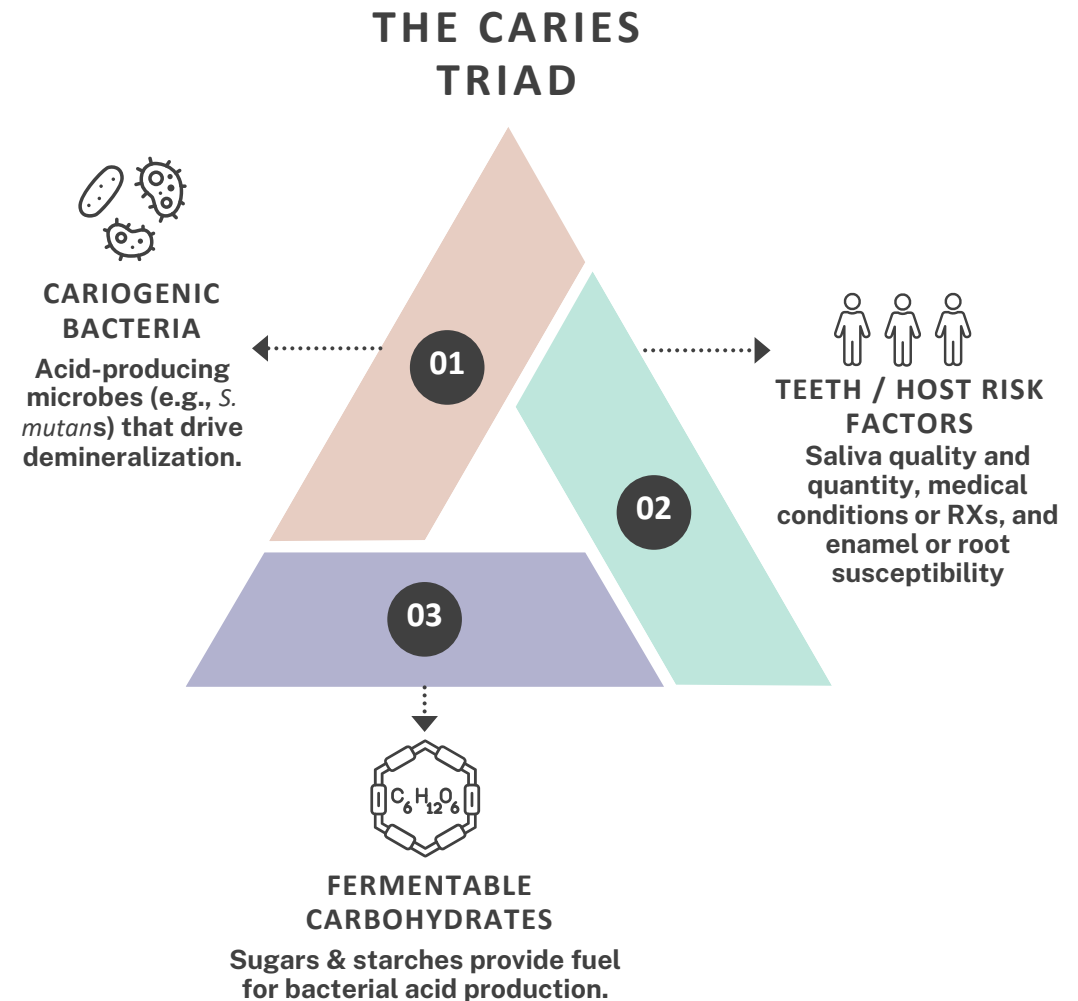 THE CARIES
TRIAD
CARIOGENIC
BACTERIA
Acid-producing
microbes (e.g., S.
mutans) that drive
demineralization.
01
TEETH / HOST RISK
FACTORS
Saliva quality and
quantity, medical
conditions or RXs, and
enamel or root
susceptibility
02
03
C6H12O6
FERMENTABLE
CARBOHYDRATES
Sugars & starches provide fuel
for bacterial acid production.